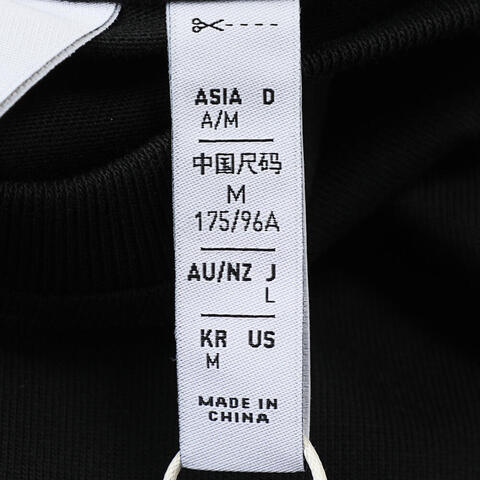 ASIA D
A/M
中国尺码
M
175/96A
AU/NZ J
L
KR US
M
MADE IN
CHINA